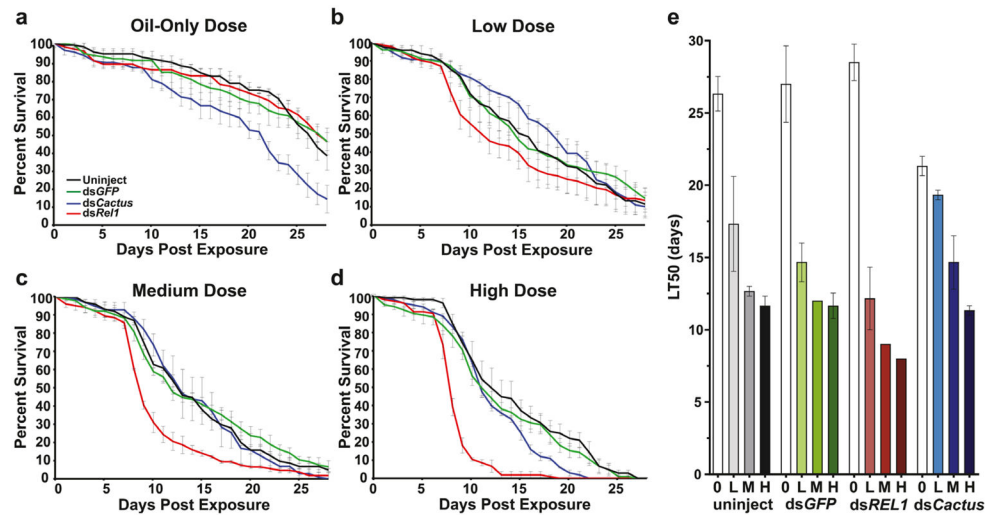 a
Oil-Only Dose
100
90
80
70
60
50
40
30
20
10
0
Percent Survival
Uninject
dsGFP
dsCactus
dsRel1
0 5 10 15 20 25
Days Post Exposure
b
Low Dose
100
90
80
70
60
50
40
30
20
10
0
Percent Survival
0 5 10 15 20 25
Days Post Exposure
c
Medium Dose
100
90
80
70
60
50
40
30
20
10
0
Percent Survival
0 5 10 15 20 25
Days Post Exposure
d
High Dose
100
90
80
70
60
50
40
30
20
10
0
Percent Survival
0 5 10 15 20 25
Days Post Exposure
e
30
25
20
15
10
5
0
LT50 (days)
0 L M H 0 L M H 0 L M H 0 L M H
uninject dsGFP dsREL1 dsCactus